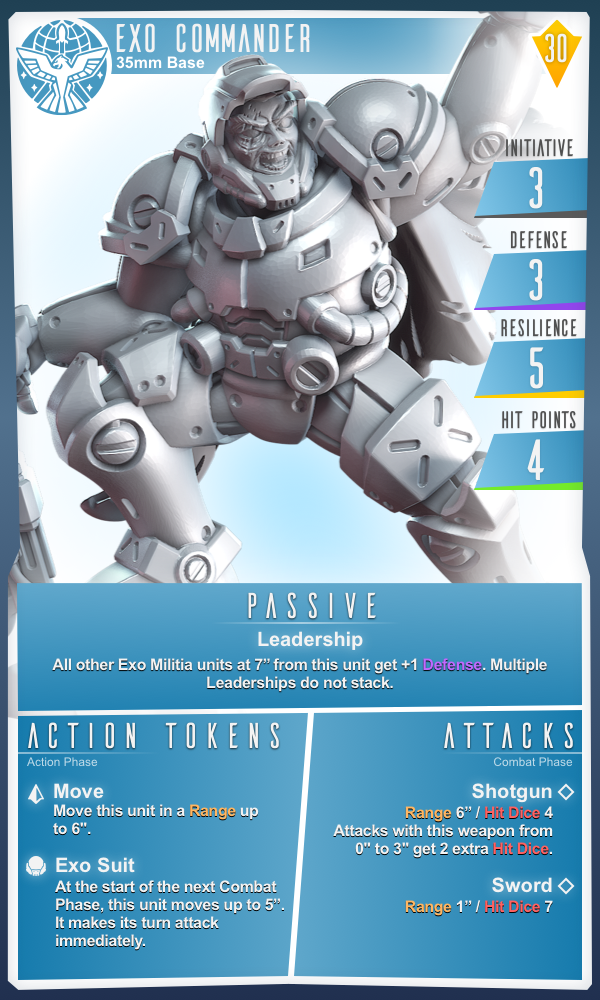 EXO COMMANDER
35mm Base
30
INITIATIVE
3
DEFENSE
3
RESILIENCE
5
HIT POINTS
4
PASSIVE
Leadership
All other Exo Militia units at 7” from this unit get +1 Defense. Multiple
Leaderships do not stack.
ACTION TOKENS
Action Phase
Move
Move this unit in a Range up
to 6".
Exo Suit
At the start of the next Combat
Phase, this unit moves up to 5”.
It makes its turn attack
immediately.
ATTACKS
Combat Phase
Shotgun
Range 6” / Hit Dice 4
Attacks with this weapon from
0" to 3" get 2 extra Hit Dice.
Sword
Range 1” / Hit Dice 7